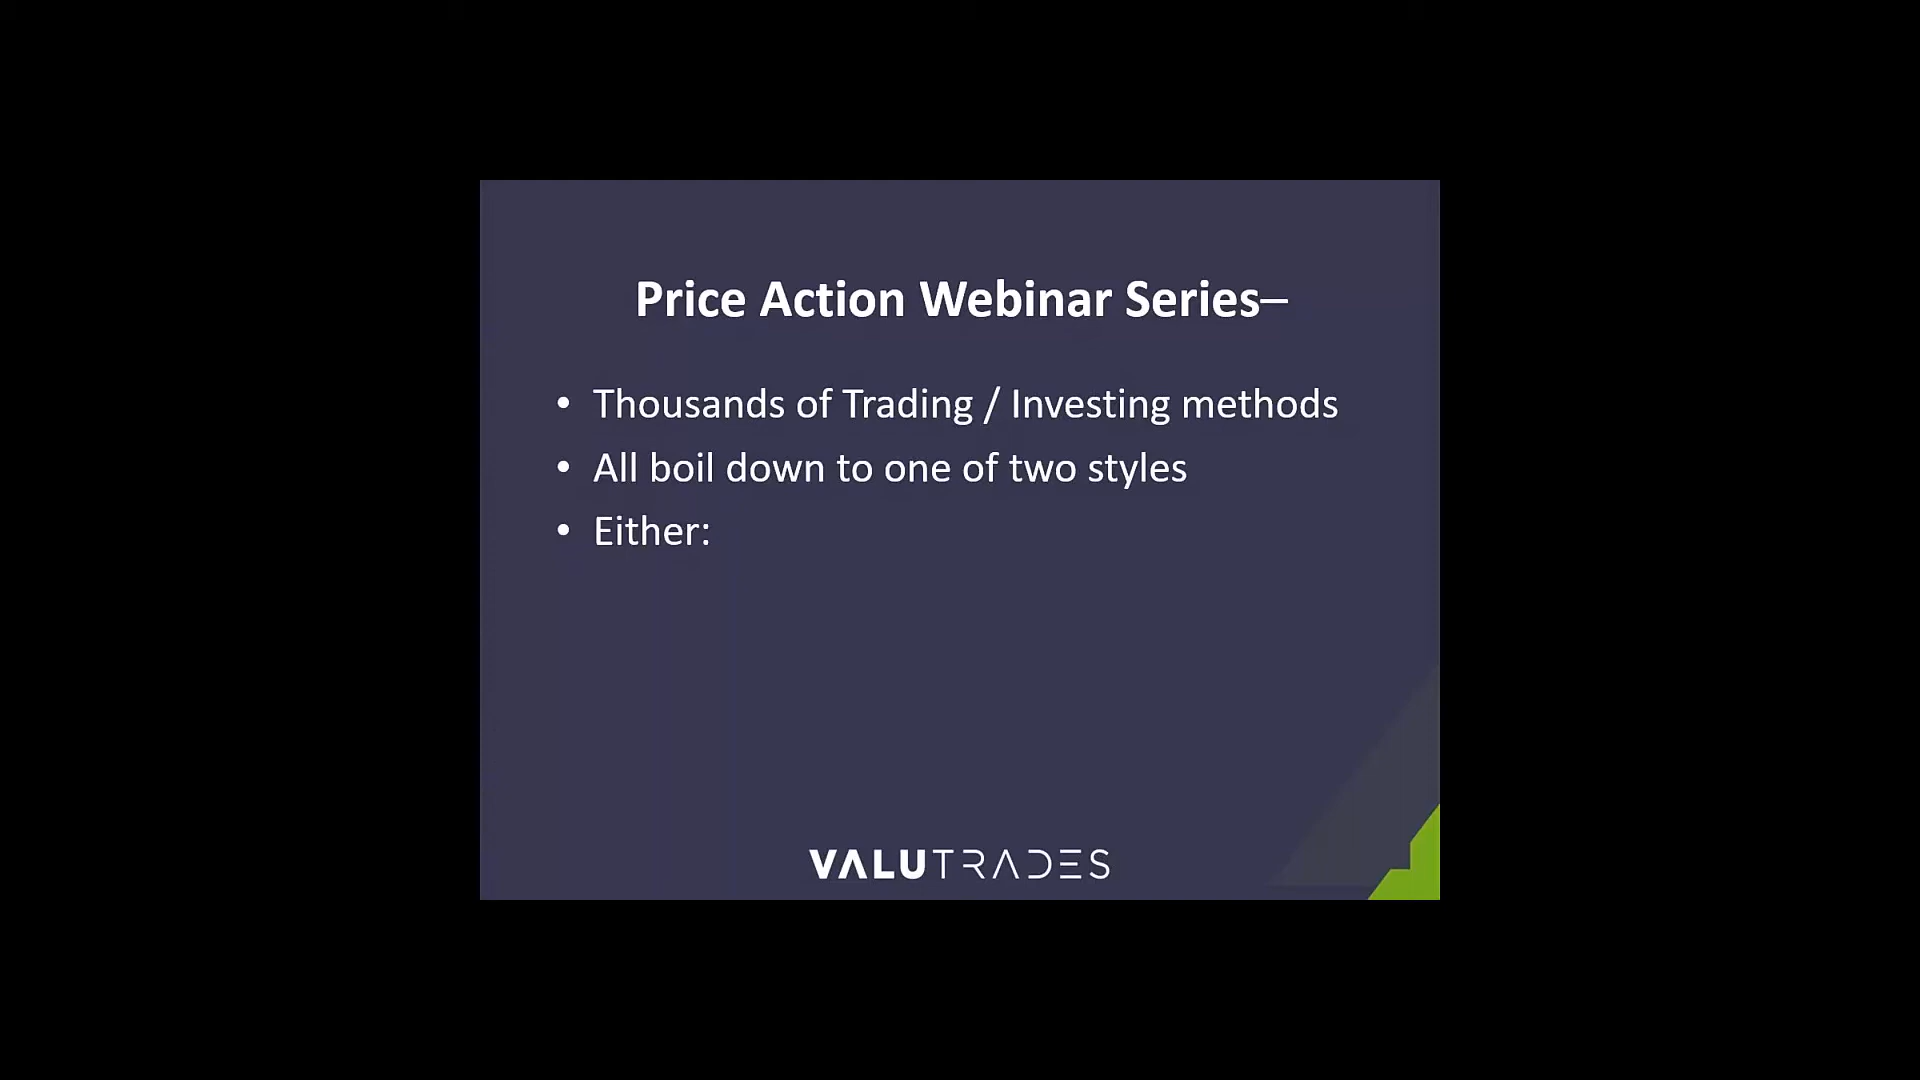 Price Action Webinar Series–
• Thousands of Trading / Investing methods
• All boil down to one of two styles
• Either:
VALUTRADES